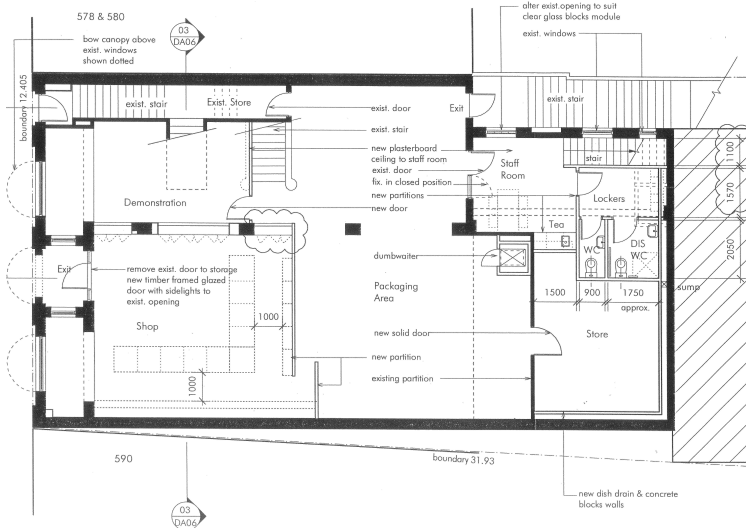 578 & 580
03
DA06
alter exist.opening to suit
clear glass blocks module
bow canopy above
exist. windows
shown dotted
exist. windows
boundary 12.405
exist. stair
Exist. Store
exist. door
Exit
exist. stair
exist. stair
new plasterboard
ceiling to staff room
exist. door
fix. in closed position
new partitions
new door
Staff
Room
stair
1100
1570
2050
Lockers
Demonstration
Tea
WC
DIS
WC
Exit
remove exist. door to storage
new timber framed glazed
door with sidelights to
exist. opening
dumbwaiter
Packaging
Area
1500
900
1750
approx.
sump
Shop
1000
new solid door
Store
new partition
1000
existing partition
590
boundary 31.93
new dish drain & concrete
blocks walls
03
DA06